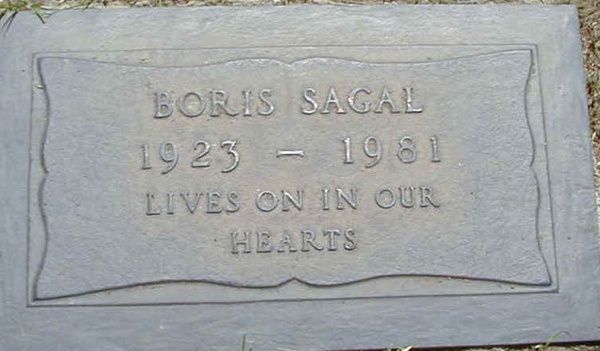 BORIS SAGAL
1923 - 1981
LIVES ON IN OUR
HEARTS